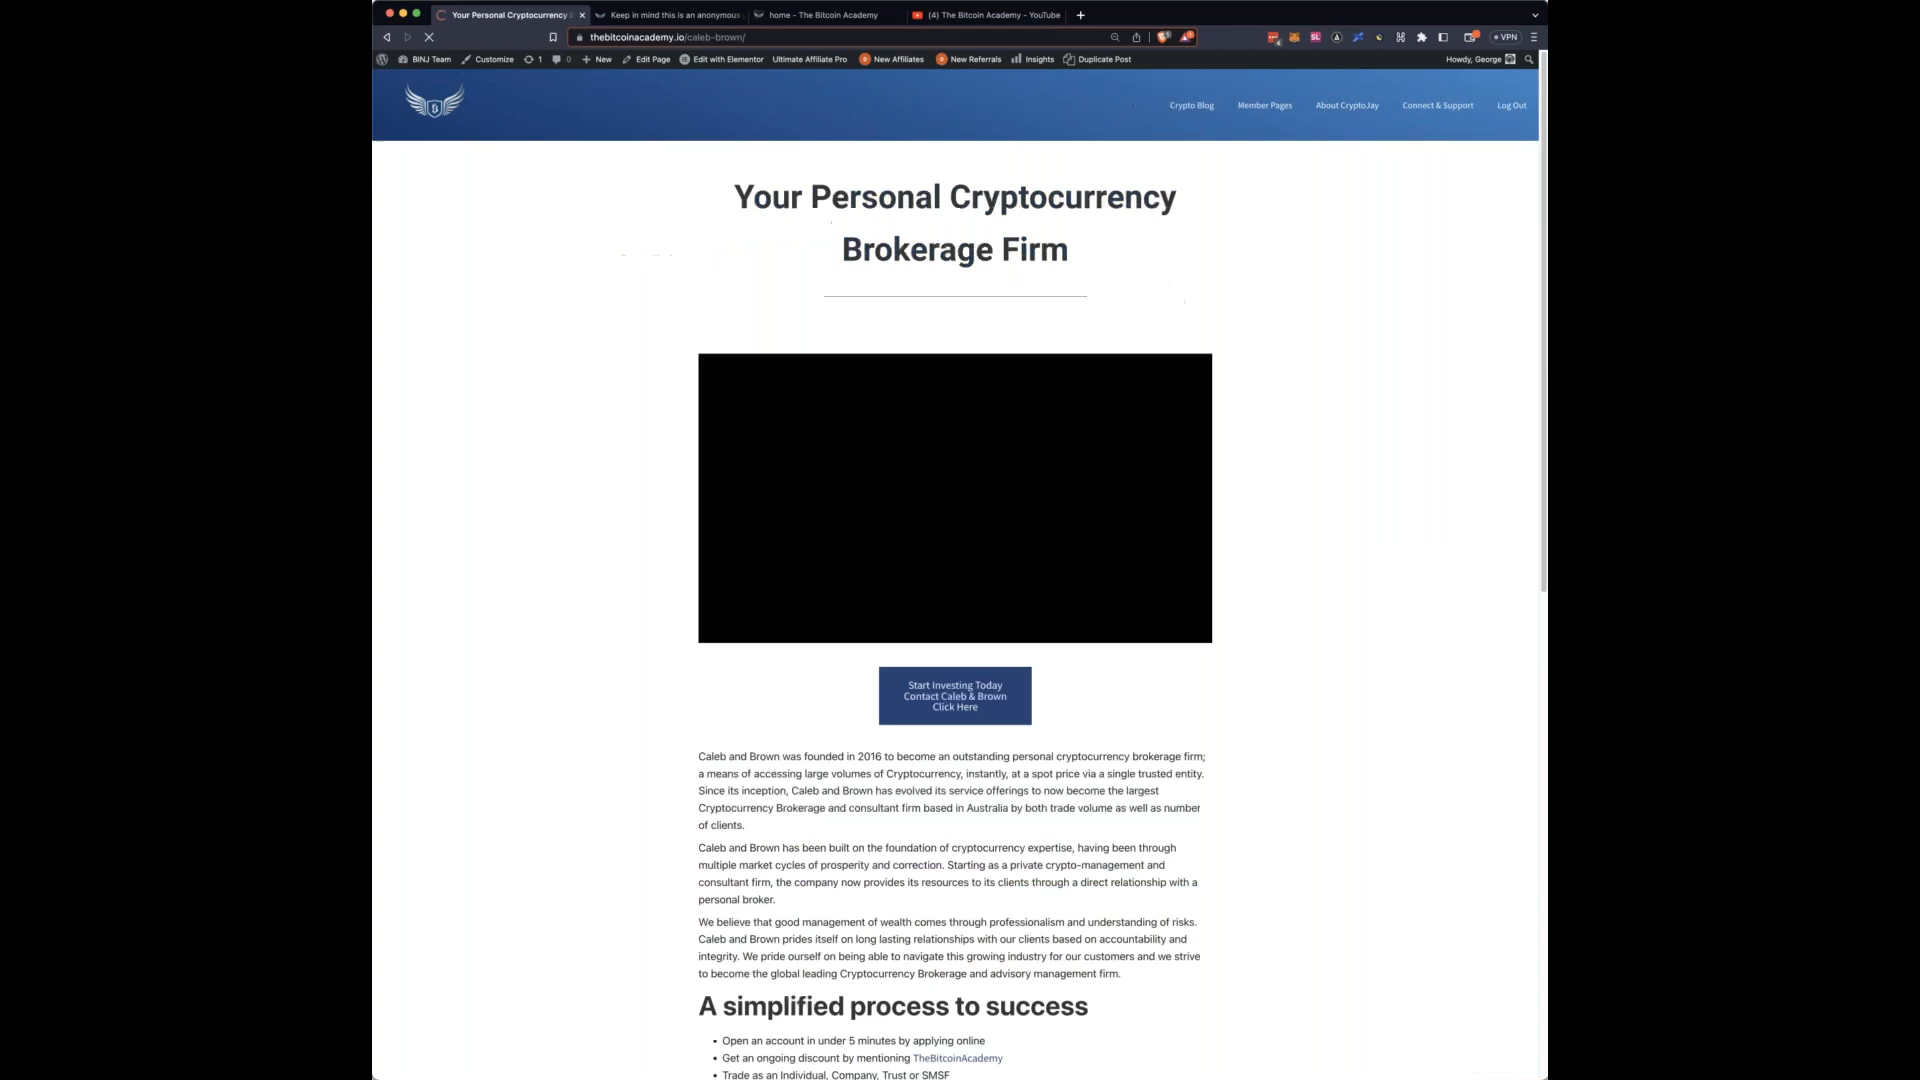 Your Personal Cryptocurrency
Keep in mind this is an anonymous
home - The Bitcoin Academy
(4) The Bitcoin Academy - YouTube
thebitcoinacademy.io/caleb-brown/
VPN
BINJ Team
Customize
1
0
New
Edit Page
Edit with Elementor
Ultimate Affiliate Pro
0 New Affiliates
0 New Referrals
Insights
Duplicate Post
Howdy, George
Crypto Blog
Member Pages
About CryptoJay
Connect & Support
Log Out
Your Personal Cryptocurrency
Brokerage Firm
Start Investing Today
Contact Caleb & Brown
Click Here
Caleb and Brown was founded in 2016 to become an outstanding personal cryptocurrency brokerage firm;
a means of accessing large volumes of Cryptocurrency, instantly, at a spot price via a single trusted entity.
Since its inception, Caleb and Brown has evolved its service offerings to now become the largest
Cryptocurrency Brokerage and consultant firm based in Australia by both trade volume as well as number
of clients.
Caleb and Brown has been built on the foundation of cryptocurrency expertise, having been through
multiple market cycles of prosperity and correction. Starting as a private crypto-management and
consultant firm, the company now provides its resources to its clients through a direct relationship with a
personal broker.
We believe that good management of wealth comes through professionalism and understanding of risks.
Caleb and Brown prides itself on long lasting relationships with our clients based on accountability and
integrity. We pride ourself on being able to navigate this growing industry for our customers and we strive
to become the global leading Cryptocurrency Brokerage and advisory management firm.
A simplified process to success
• Open an account in under 5 minutes by applying online
• Get an ongoing discount by mentioning TheBitcoinAcademy
• Trade as an Individual, Company, Trust or SMSF